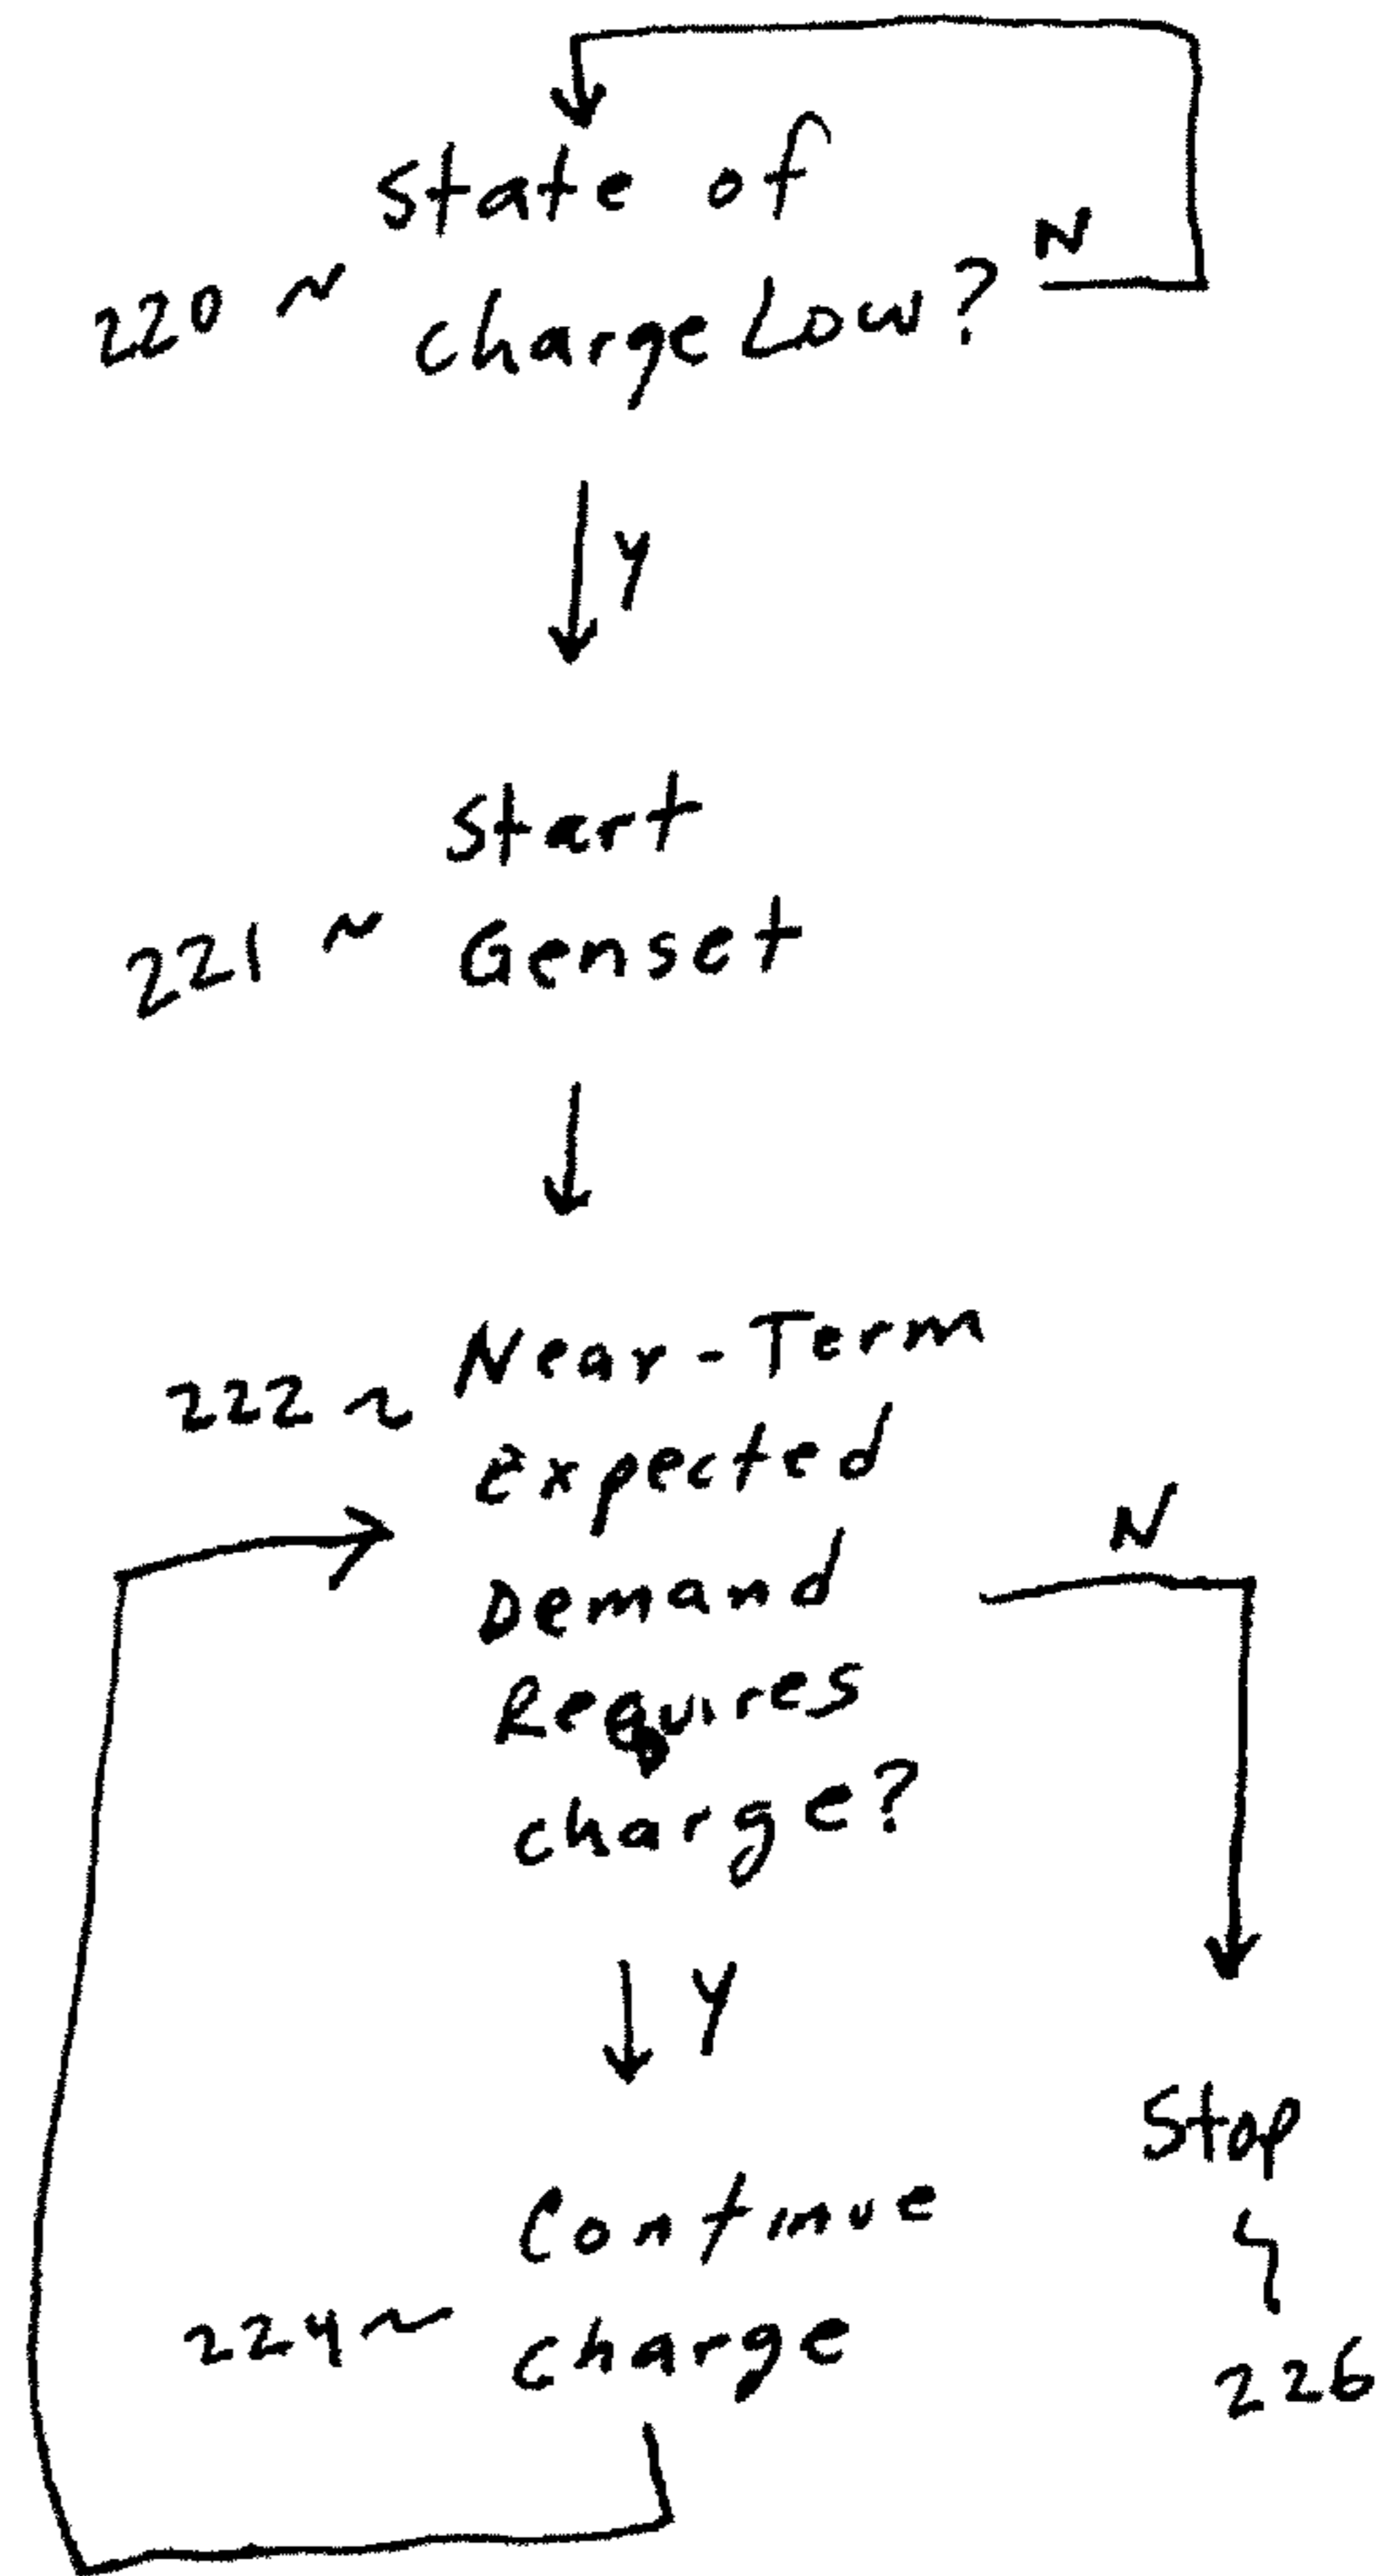 State of
N
220 ~ Charge Low?
Y
Start
221 ~ Genset
222 ~ Near-Term
Expected
N
Demand
Requires
charge?
Y
Stop
Continue
224 ~ charge
226